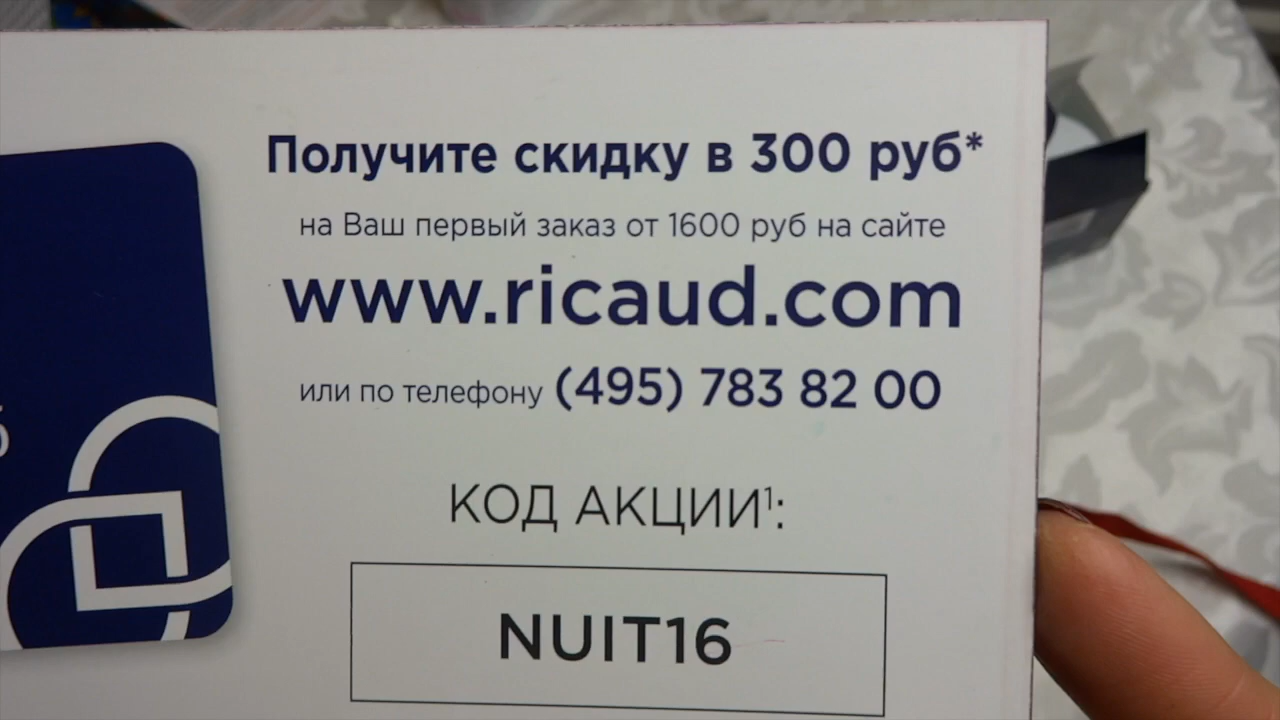 Получите скидку в 300 руб*
на Ваш первый заказ от 1600 руб на сайте
www.ricaud.com
или по телефону (495) 783 82 00
КОД АКЦИИ¹:
NUIT16